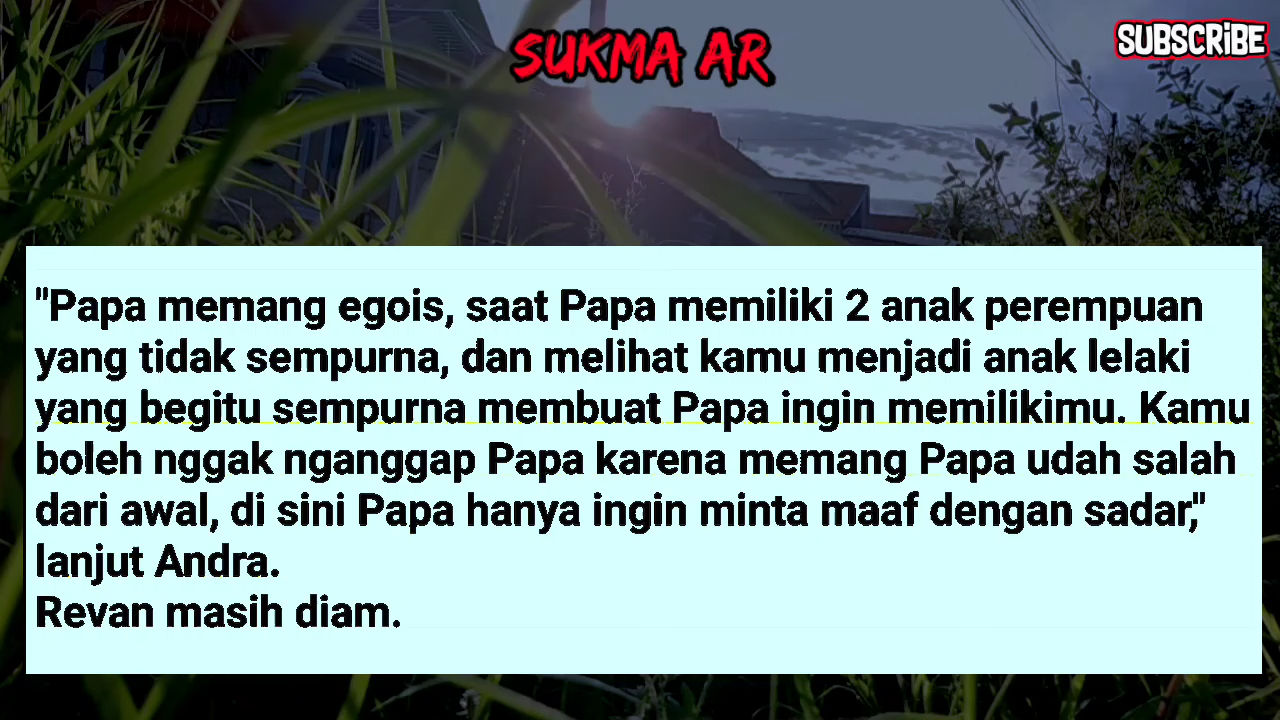 SUKMA AR
SUBSCRiBE
"Papa memang egois, saat Papa memiliki 2 anak perempuan
yang tidak sempurna, dan melihat kamu menjadi anak lelaki
yang begitu sempurna membuat Papa ingin memilikimu. Kamu
boleh nggak nganggap Papa karena memang Papa udah salah
dari awal, di sini Papa hanya ingin minta maaf dengan sadar,"
lanjut Andra.
Revan masih diam.